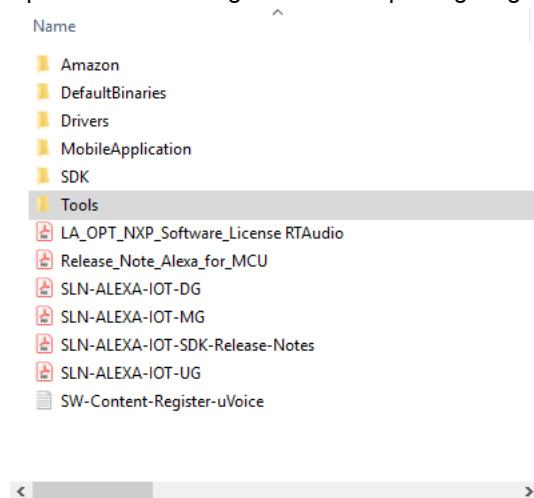 Name
Amazon
DefaultBinaries
Drivers
MobileApplication
SDK
Tools
LA_OPT_NXP_Software_License RTAudio
Release_Note_Alexa_for_MCU
SLN-ALEXA-IOT-DG
SLN-ALEXA-IOT-MG
SLN-ALEXA-IOT-SDK-Release-Notes
SLN-ALEXA-IOT-UG
SW-Content-Register-uVoice